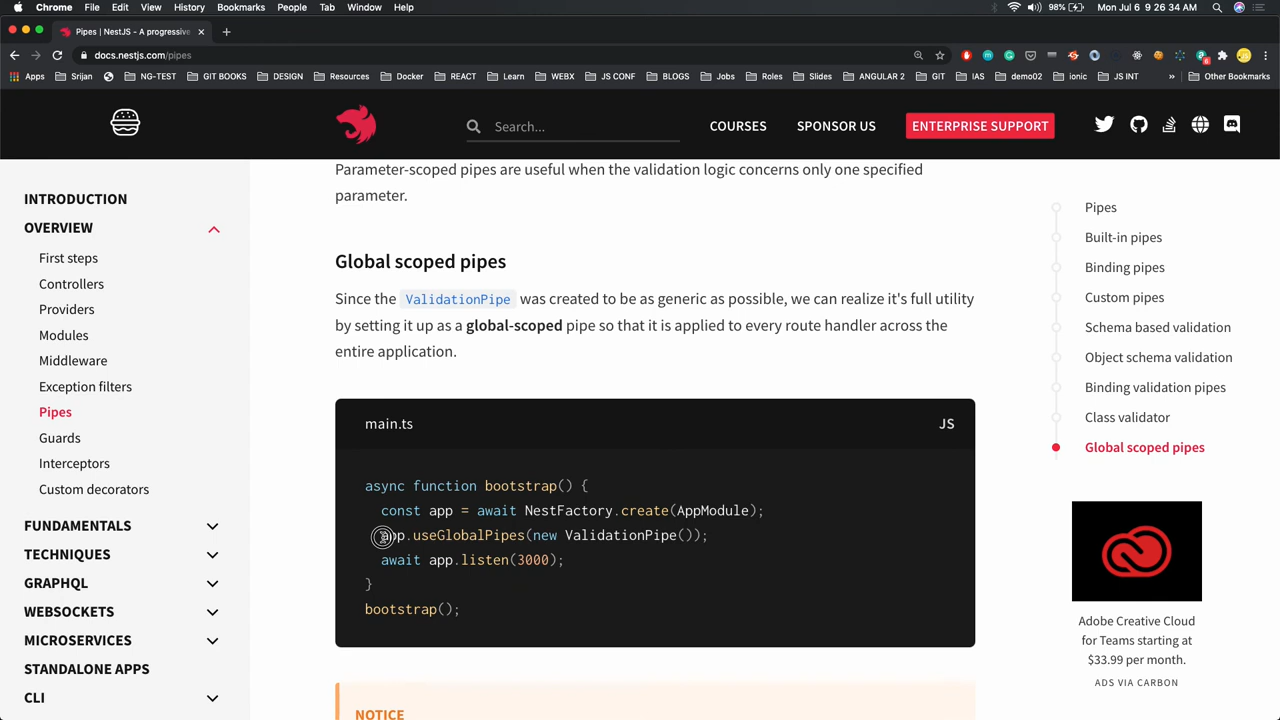 Chrome File Edit View History Bookmarks People Tab Window Help 98% Mon Jul 6 9 26 34 AM
Pipes | NestJS - A progressive
docs.nestjs.com/pipes
Apps Srijan NG-TEST GIT BOOKS DESIGN Resources Docker REACT Learn WEBX JS CONF BLOGS Jobs Roles Slides ANGULAR 2 GIT IAS demo02 ionic JS INT » Other Bookmarks
Search... COURSES SPONSOR US ENTERPRISE SUPPORT
INTRODUCTION
OVERVIEW
First steps
Controllers
Providers
Modules
Middleware
Exception filters
Pipes
Guards
Interceptors
Custom decorators
FUNDAMENTALS
TECHNIQUES
GRAPHQL
WEBSOCKETS
MICROSERVICES
STANDALONE APPS
CLI
Parameter-scoped pipes are useful when the validation logic concerns only one specified
parameter.
Global scoped pipes
Since the ValidationPipe was created to be as generic as possible, we can realize it's full utility
by setting it up as a global-scoped pipe so that it is applied to every route handler across the
entire application.
main.ts JS
async function bootstrap() {
const app = await NestFactory.create(AppModule);
app.useGlobalPipes(new ValidationPipe());
await app.listen(3000);
}
bootstrap();
NOTICE
Pipes
Built-in pipes
Binding pipes
Custom pipes
Schema based validation
Object schema validation
Binding validation pipes
Class validator
Global scoped pipes
Adobe Creative Cloud
for Teams starting at
$33.99 per month.
ADS VIA CARBON